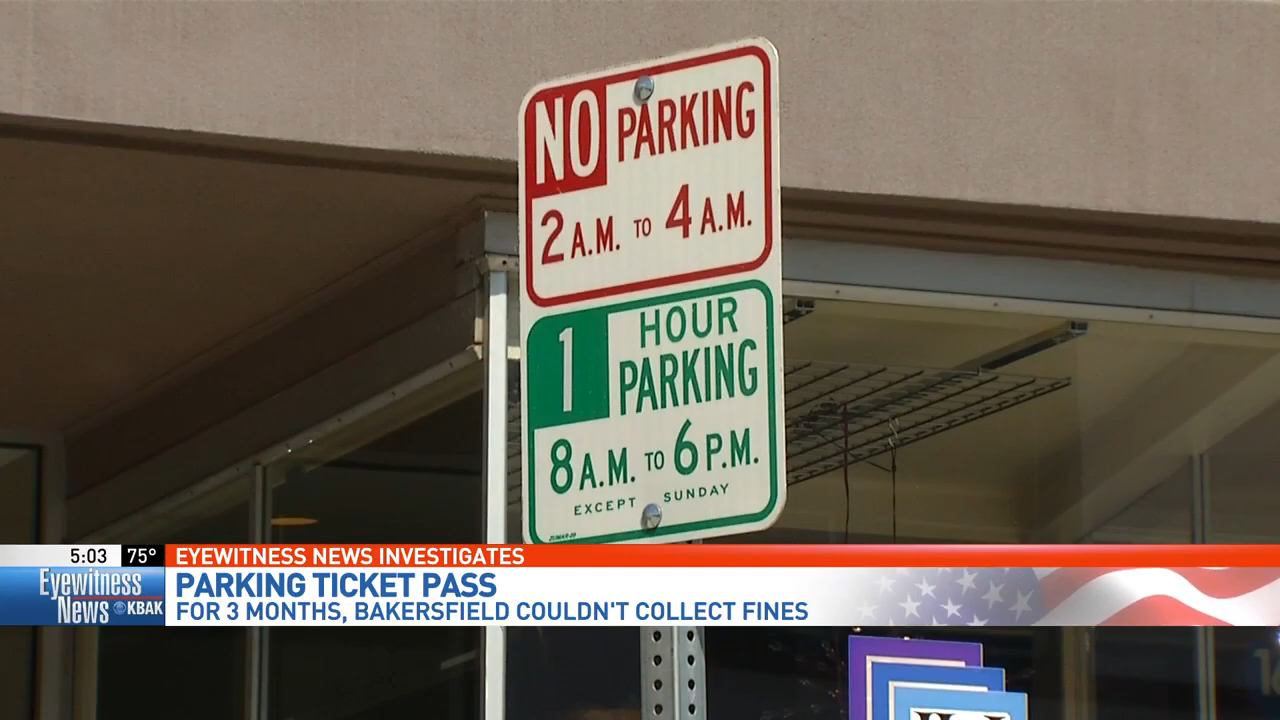 NO PARKING
2 A.M. TO 4 A.M.
1 HOUR
PARKING
8 A.M. TO 6 P.M.
EXCEPT SUNDAY
5:03 75° EYEWITNESS NEWS INVESTIGATES
Eyewitness News KBAK
PARKING TICKET PASS
FOR 3 MONTHS, BAKERSFIELD COULDN'T COLLECT FINES